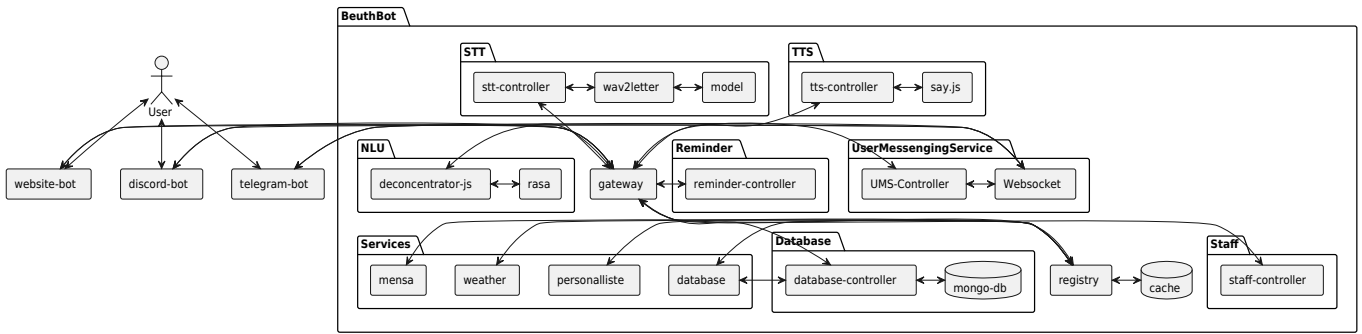 BeuthBot
STT
TTS
stt-controller
wav2letter
model
tts-controller
say.js
User
NLU
Reminder
UserMessengingService
website-bot
discord-bot
telegram-bot
deconcentrator-js
rasa
gateway
reminder-controller
UMS-Controller
Websocket
Services
Database
Staff
mensa
weather
personalliste
database
database-controller
mongo-db
registry
cache
staff-controller